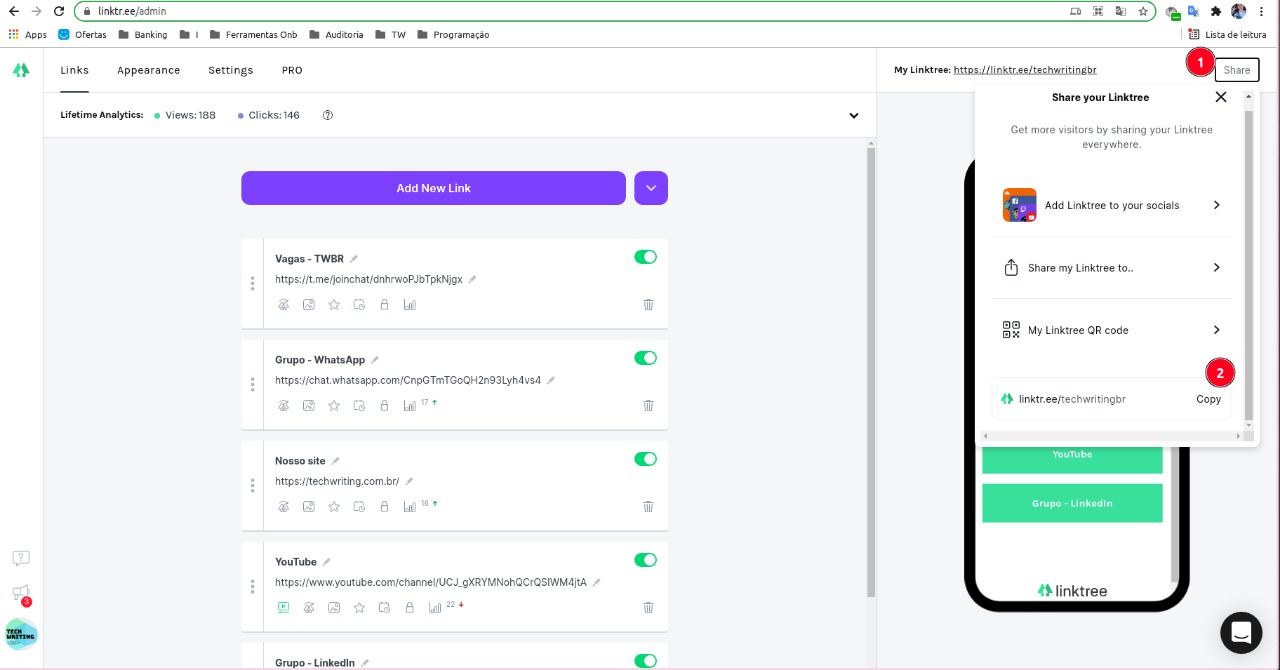 linktr.ee/admin
Apps Ofertas Banking I Ferramentas Onb Auditoria TW Programação Lista de leitura
Links Appearance Settings PRO
My Linktree: https://linktr.ee/techwritingbr
1
Share
Lifetime Analytics: Views: 188 Clicks: 146
Share your Linktree
Get more visitors by sharing your Linktree
everywhere.
Add Linktree to your socials
Share my Linktree to..
My Linktree QR code
2
linktr.ee/techwritingbr Copy
YouTube
Grupo - LinkedIn
linktree
Add New Link
Vagas - TWBR
https://t.me/joinchat/dnhrwoPJbTpkNjgx
Grupo - WhatsApp
https://chat.whatsapp.com/CnpGTmTGoQH2n93Lyh4vs4
17
Nosso site
https://techwriting.com.br/
16
YouTube
https://www.youtube.com/channel/UCJ_gXRYMNohQCrQSIWM4jtA
22
Grupo - LinkedIn
3
TECH
WRITING